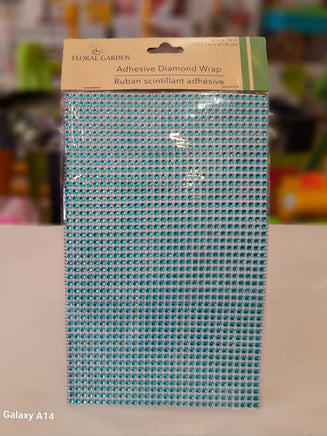 FLORAL GARDEN.
Adhesive Diamond Wrap
Ruban scintillant adhésive
Galaxy A14